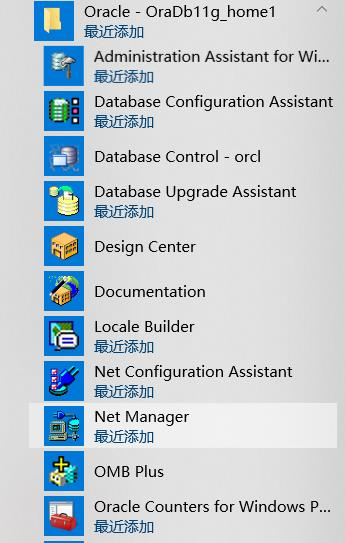 Oracle - OraDb11g_home1
最近添加
Administration Assistant for Wi...
最近添加
Database Configuration Assistant
最近添加
Database Control - orcl
Database Upgrade Assistant
最近添加
Design Center
Documentation
Locale Builder
最近添加
Net Configuration Assistant
最近添加
Net Manager
最近添加
OMB Plus
Oracle Counters for Windows P...
最近添加